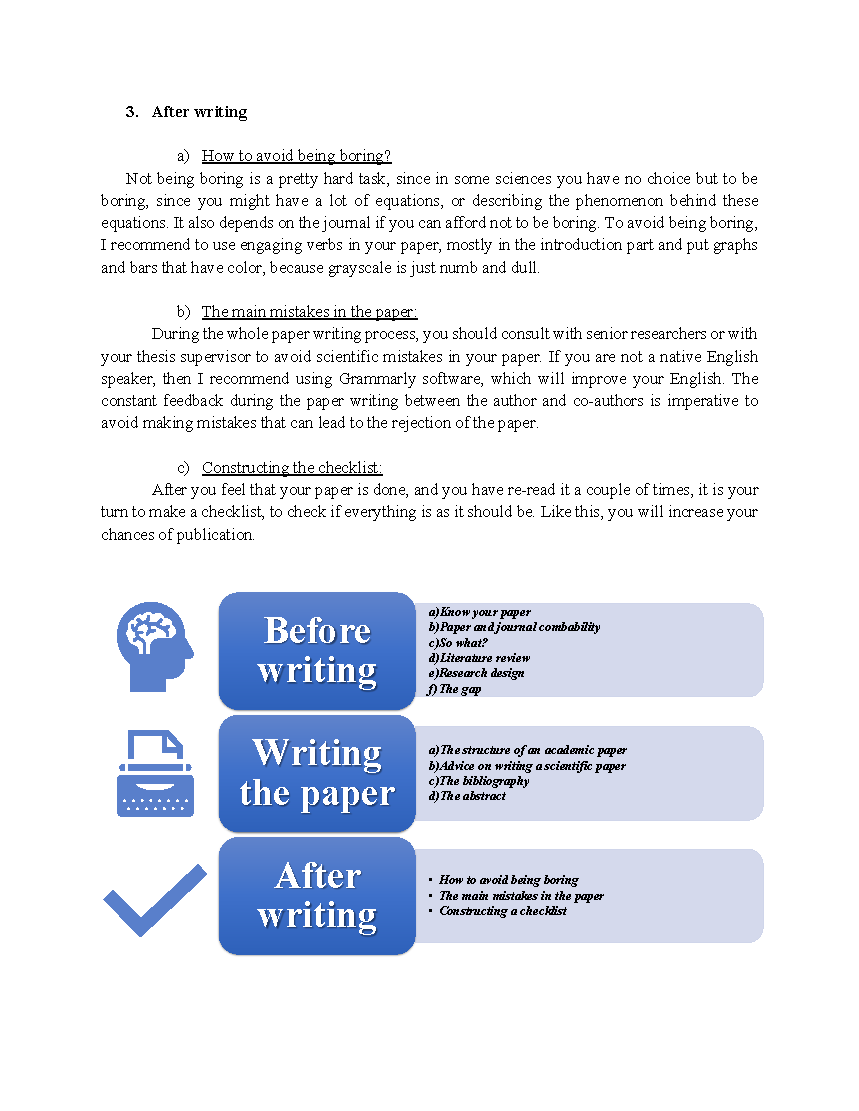 3. After writing
a) How to avoid being boring?
Not being boring is a pretty hard task, since in some sciences you have no choice but to be
boring, since you might have a lot of equations, or describing the phenomenon behind these
equations. It also depends on the journal if you can afford not to be boring. To avoid being boring,
I recommend to use engaging verbs in your paper, mostly in the introduction part and put graphs
and bars that have color, because grayscale is just numb and dull.
b) The main mistakes in the paper:
During the whole paper writing process, you should consult with senior researchers or with
your thesis supervisor to avoid scientific mistakes in your paper. If you are not a native English
speaker, then I recommend using Grammarly software, which will improve your English. The
constant feedback during the paper writing between the author and co-authors is imperative to
avoid making mistakes that can lead to the rejection of the paper.
c) Constructing the checklist:
After you feel that your paper is done, and you have re-read it a couple of times, it is your
turn to make a checklist, to check if everything is as it should be. Like this, you will increase your
chances of publication.
Before
writing
a)Know your paper
b)Paper and journal combability
c)So what?
d)Literature review
e)Research design
f)The gap
Writing
the paper
a)The structure of an academic paper
b)Advice on writing a scientific paper
c)The bibliography
d)The abstract
After
writing
• How to avoid being boring
• The main mistakes in the paper
• Constructing a checklist